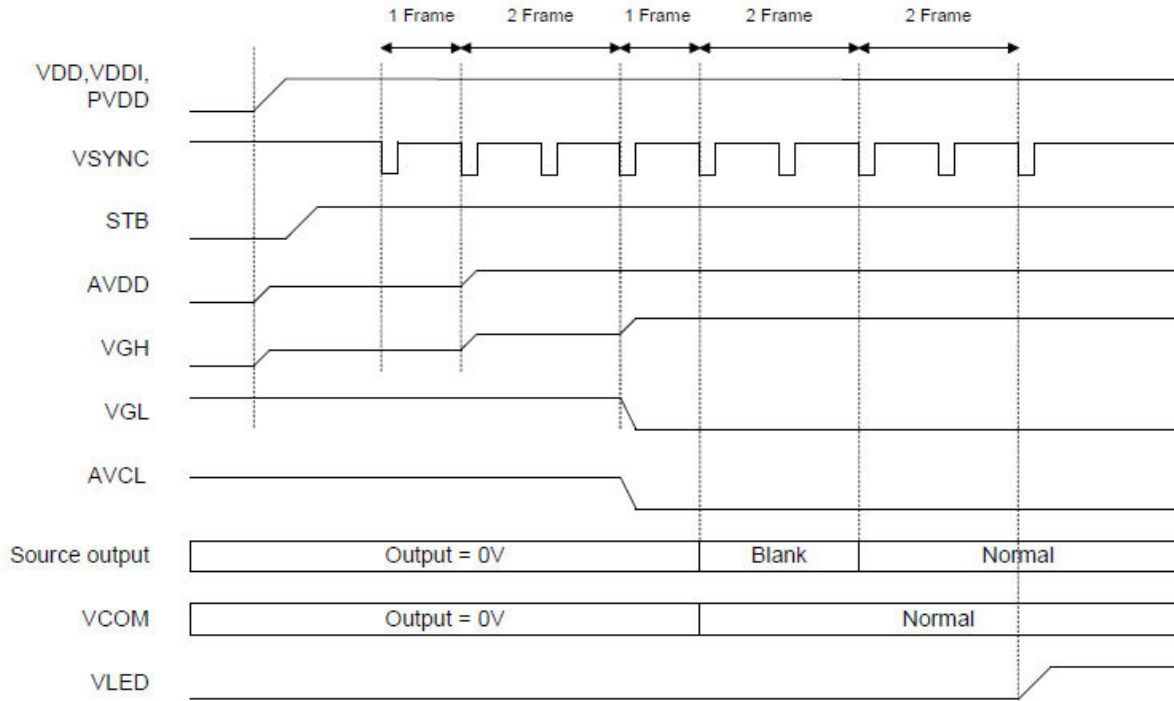 1 Frame 2 Frame 1 Frame 2 Frame 2 Frame
VDD,VDDI,
PVDD
VSYNC
STB
AVDD
VGH
VGL
AVCL
Source output Output = 0V Blank Normal
VCOM Output = 0V Normal
VLED